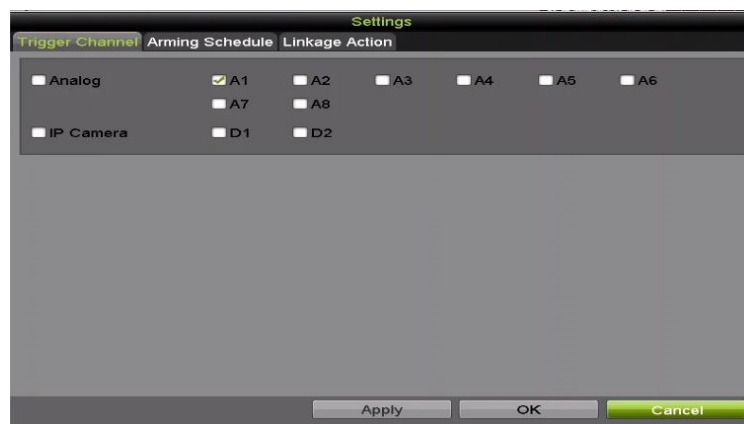 Settings
Trigger Channel Arming Schedule Linkage Action
Analog A1 A2 A3 A4 A5 A6
A7 A8
IP Camera D1 D2
Apply OK Cancel